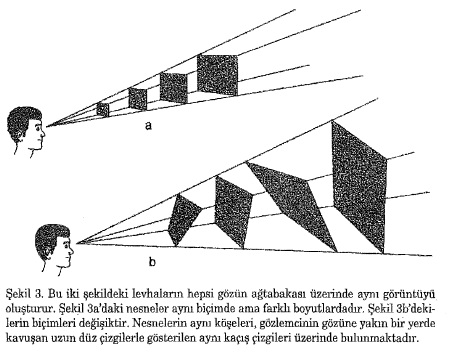 a
b
Şekil 3. Bu iki şekildeki levhaların hepsi gözün ağtabakası üzerinde aynı görüntüyü
oluşturur. Şekil 3a'daki nesneler aynı biçimde ama farklı boyutlardadır. Şekil 3b'deki-
lerin biçimleri değişiktir. Nesnelerin aynı köşeleri, gözlemcinin gözüne yakın bir yerde
kavuşan uzun düz çizgilerle gösterilen aynı kaçış çizgileri üzerinde bulunmaktadır.